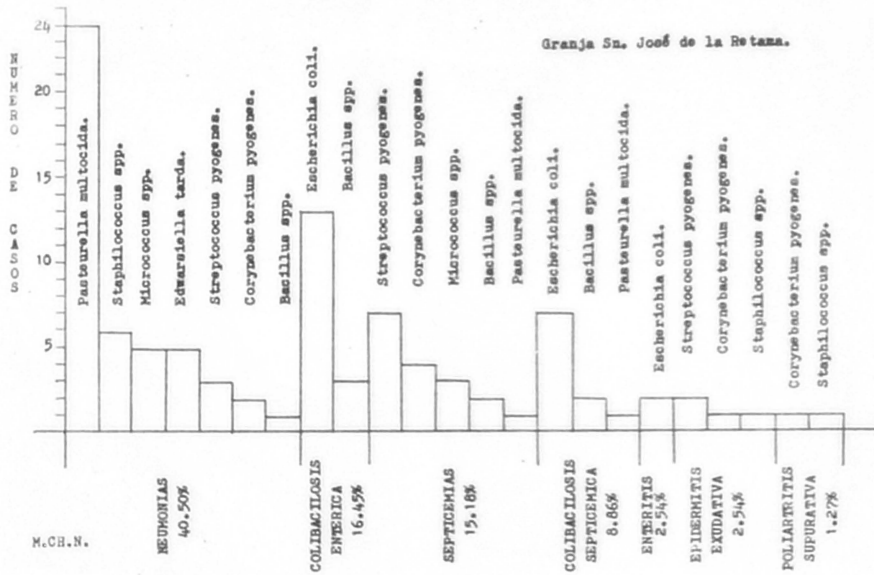 Granja Sn. José de la Retama.
NUMERO DE CASOS
24
20
15
10
5
Pasteurella multocida.
Staphilococcus spp.
Micrococcus spp.
Edwarsiella tarda.
Streptococcus pyogenes.
Corynebacterium pyogenes.
Bacillus spp.
Escherichia coli.
Bacillus spp.
Streptococcus pyogenes.
Corynebacterium pyogenes.
Micrococcus spp.
Bacillus spp.
Pasteurella multocida.
Escherichia coli.
Bacillus spp.
Pasteurella multocida.
Escherichia coli.
Streptococcus pyogenes.
Corynebacterium pyogenes.
Staphilococcus spp.
Corynebacterium pyogenes.
Staphilococcus spp.
NEUMONIAS
40.50%
COLIBACILOSIS
ENTERICA
16.45%
SEPTICEMIAS
15.18%
COLIBACILOSIS
SEPTICEMICA
8.86%
ENTERITIS
2.54%
EPIDERMITIS
EXUDATIVA
2.54%
POLIARTRITIS
SUPURATIVA
1.27%
M.CH.N.